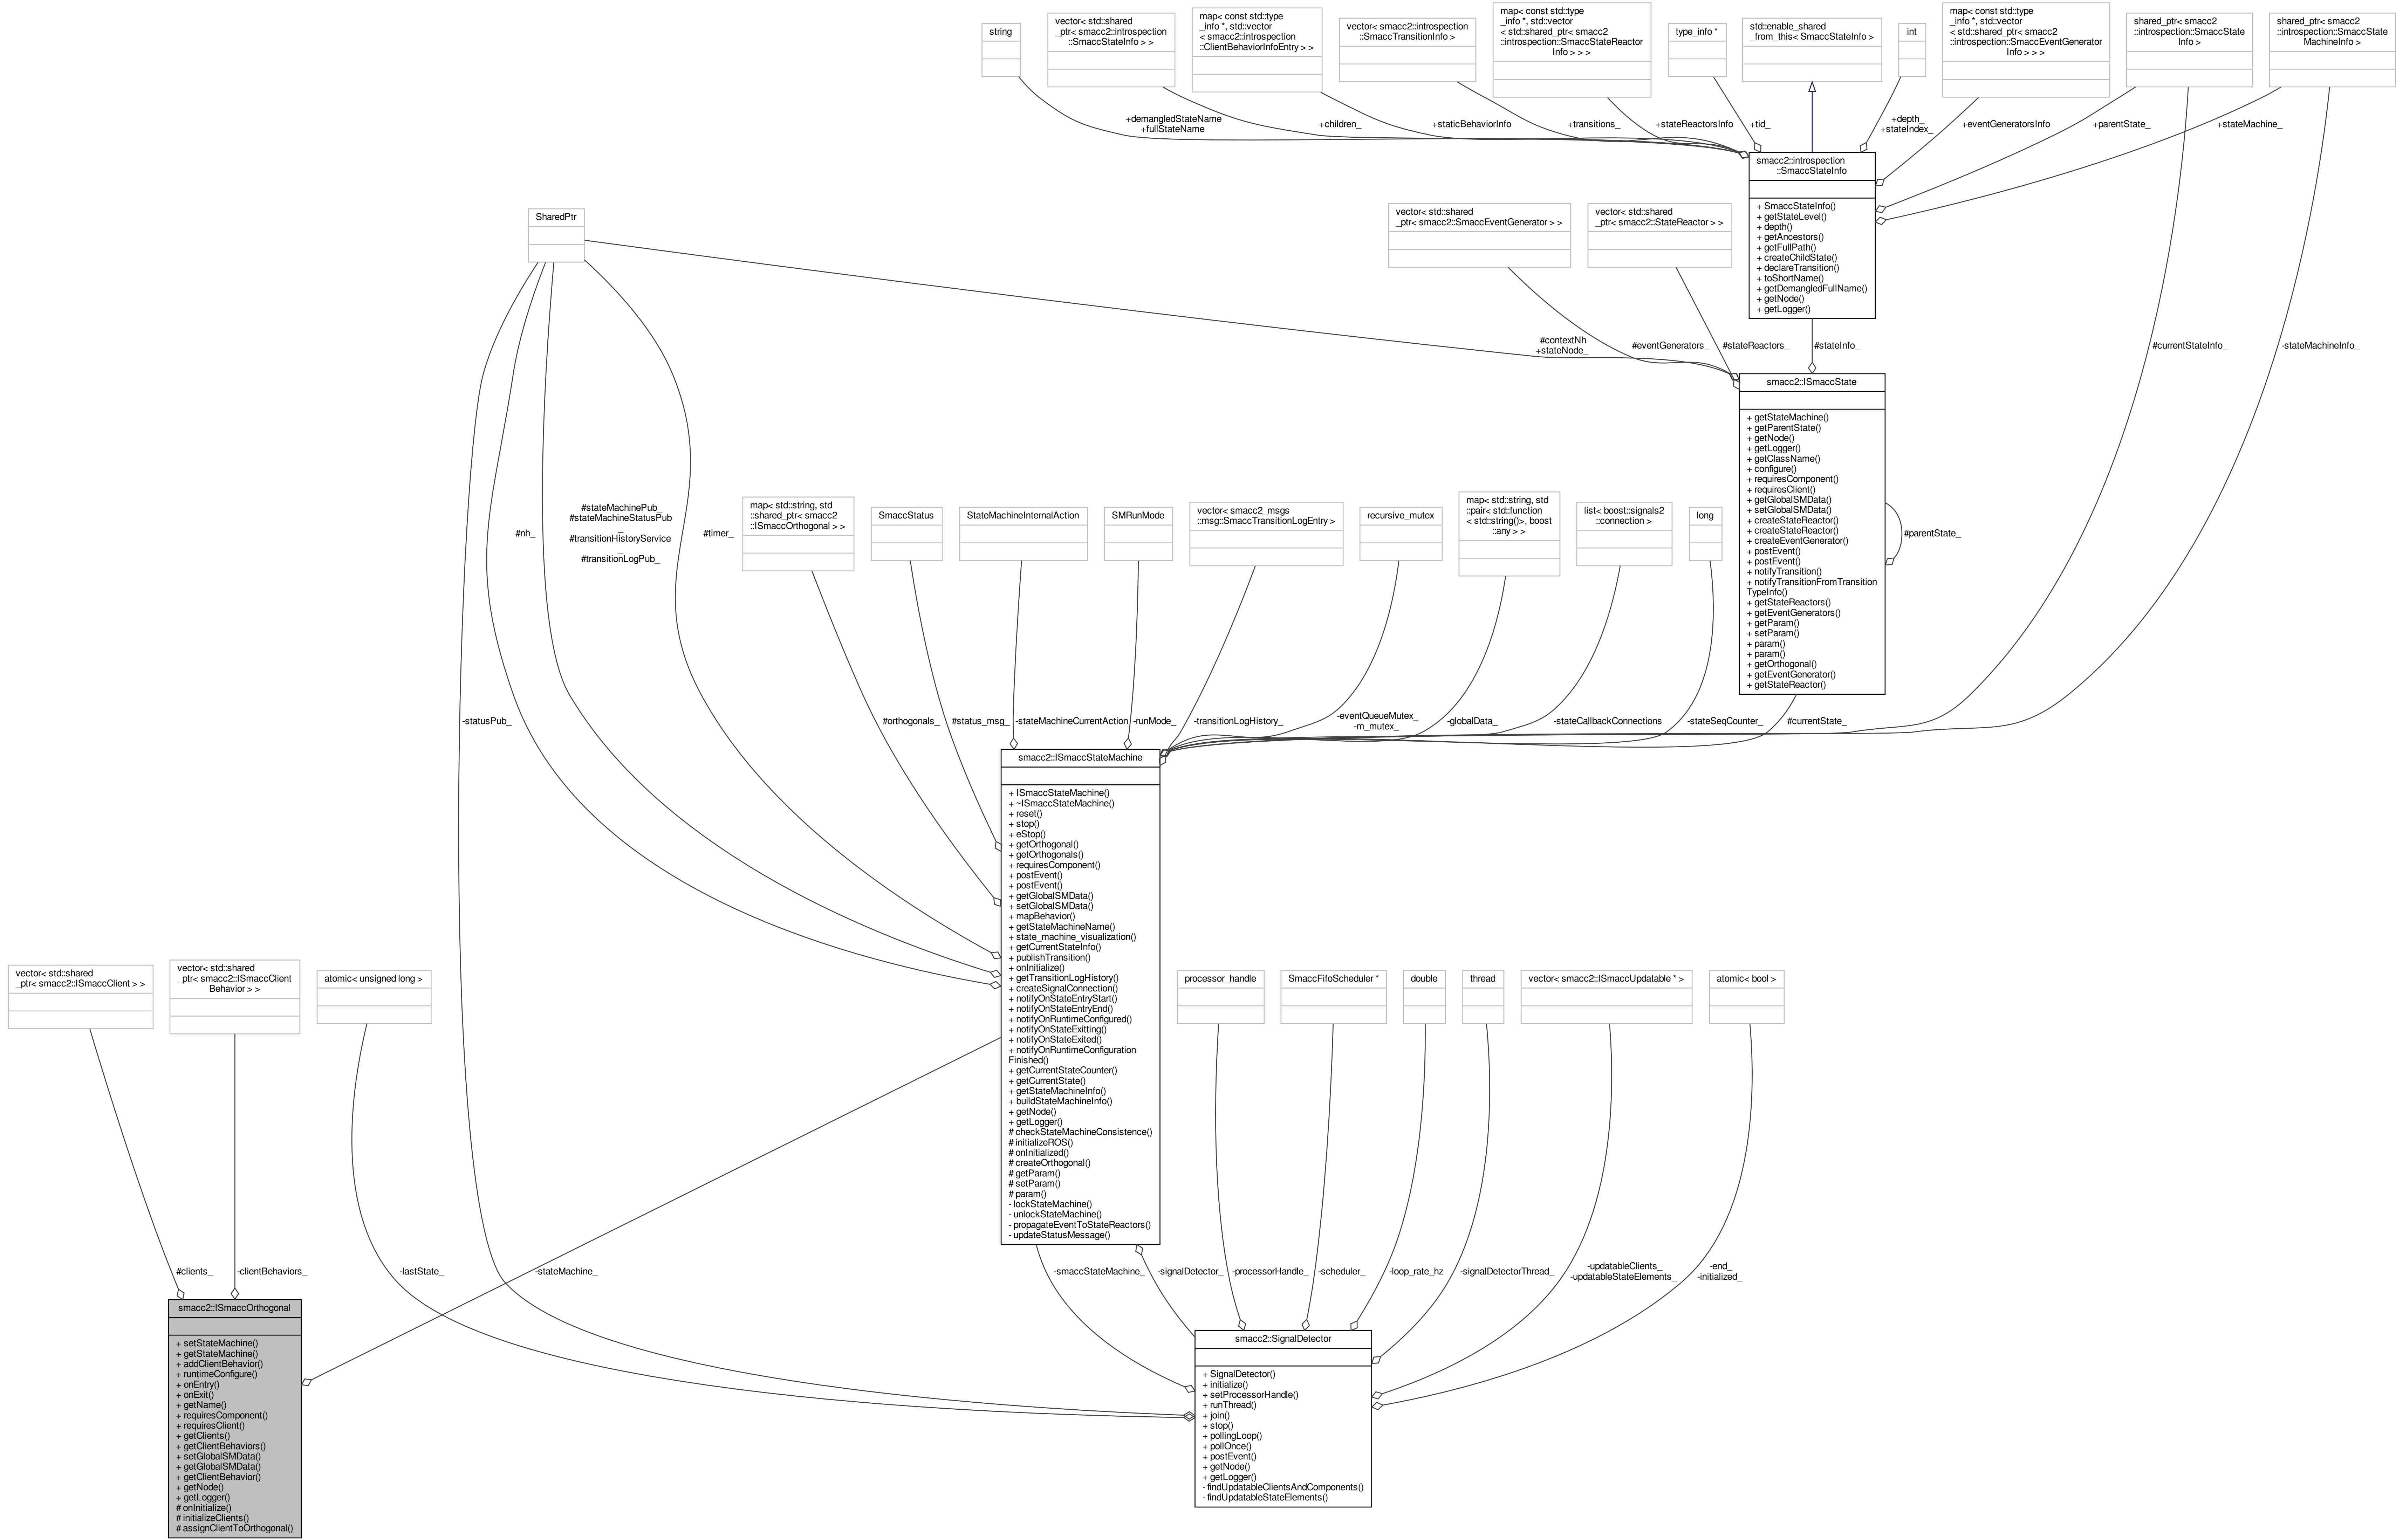 string
vector< std::shared
_ptr< smacc2::introspection
::SmaccStateInfo > >
map< const std::type
_info *, std::vector
< smacc2::introspection
::ClientBehaviorInfoEntry > >
vector< smacc2::introspection
::SmaccTransitionInfo >
map< const std::type
_info *, std::vector
< std::shared_ptr< smacc2
::introspection::SmaccStateReactor
Info > > >
type_info *
std::enable_shared
_from_this< SmaccStateInfo >
int
map< const std::type
_info *, std::vector
< std::shared_ptr< smacc2
::introspection::SmaccEventGenerator
Info > > >
shared_ptr< smacc2
::introspection::SmaccState
Info >
shared_ptr< smacc2
::introspection::SmaccState
MachineInfo >
+demangledStateName
+fullStateName
+children_
+staticBehaviorInfo
+transitions_
+stateReactorsInfo
+tid_
+depth_
+stateIndex_
+eventGeneratorsInfo
+parentState_
+stateMachine_
smacc2::introspection
::SmaccStateInfo
+ SmaccStateInfo()
+ getStateLevel()
+ depth()
+ getAncestors()
+ getFullPath()
+ createChildState()
+ declareTransition()
+ toShortName()
+ getDemangledFullName()
+ getNode()
+ getLogger()
SharedPtr
vector< std::shared
_ptr< smacc2::SmaccEventGenerator > >
vector< std::shared
_ptr< smacc2::StateReactor > >
#contextNh
+stateNode_
#eventGenerators_
#stateReactors_
#stateInfo_
#currentStateInfo_
-stateMachineInfo_
smacc2::ISmaccState
+ getStateMachine()
+ getParentState()
+ getNode()
+ getLogger()
+ getClassName()
+ configure()
+ requiresComponent()
+ requiresClient()
+ getGlobalSMData()
+ setGlobalSMData()
+ createStateReactor()
+ createStateReactor()
+ createEventGenerator()
+ postEvent()
+ postEvent()
+ notifyTransition()
+ notifyTransitionFromTransition
TypeInfo()
+ getStateReactors()
+ getEventGenerators()
+ getParam()
+ setParam()
+ param()
+ param()
+ getOrthogonal()
+ getEventGenerator()
+ getStateReactor()
#parentState_
#nh_
#stateMachinePub_
#stateMachineStatusPub
_
#transitionHistoryService
_
#transitionLogPub_
#timer_
map< std::string, std
::shared_ptr< smacc2
::ISmaccOrthogonal > >
SmaccStatus
StateMachineInternalAction
SMRunMode
vector< smacc2_msgs
::msg::SmaccTransitionLogEntry >
recursive_mutex
map< std::string, std
::pair< std::function
< std::string()>, boost
::any > >
list< boost::signals2
::connection >
long
-statusPub_
#orthogonals_
#status_msg_
-stateMachineCurrentAction
-runMode_
-transitionLogHistory_
-eventQueueMutex_
-m_mutex_
-globalData_
-stateCallbackConnections
-stateSeqCounter_
#currentState_
smacc2::ISmaccStateMachine
+ ISmaccStateMachine()
+ ~ISmaccStateMachine()
+ reset()
+ stop()
+ eStop()
+ getOrthogonal()
+ getOrthogonals()
+ requiresComponent()
+ postEvent()
+ postEvent()
+ getGlobalSMData()
+ setGlobalSMData()
+ mapBehavior()
+ getStateMachineName()
+ state_machine_visualization()
+ getCurrentStateInfo()
+ publishTransition()
+ onInitialize()
+ getTransitionLogHistory()
+ createSignalConnection()
+ notifyOnStateEntryStart()
+ notifyOnStateEntryEnd()
+ notifyOnRuntimeConfigured()
+ notifyOnStateExitting()
+ notifyOnStateExited()
+ notifyOnRuntimeConfiguration
Finished()
+ getCurrentStateCounter()
+ getCurrentState()
+ getStateMachineInfo()
+ buildStateMachineInfo()
+ getNode()
+ getLogger()
# checkStateMachineConsistence()
# initializeROS()
# onInitialized()
# createOrthogonal()
# getParam()
# setParam()
# param()
- lockStateMachine()
- unlockStateMachine()
- propagateEventToStateReactors()
- updateStatusMessage()
vector< std::shared
_ptr< smacc2::ISmaccClient > >
vector< std::shared
_ptr< smacc2::ISmaccClient
Behavior > >
atomic< unsigned long >
processor_handle
SmaccFifoScheduler *
double
thread
vector< smacc2::ISmaccUpdatable * >
atomic< bool >
#clients_
-clientBehaviors_
-lastState_
-stateMachine_
-smaccStateMachine_
-signalDetector_
-processorHandle_
-scheduler_
-loop_rate_hz
-signalDetectorThread_
-updatableClients_
-updatableStateElements_
-end_
-initialized_
smacc2::ISmaccOrthogonal
+ setStateMachine()
+ getStateMachine()
+ addClientBehavior()
+ runtimeConfigure()
+ onEntry()
+ onExit()
+ getName()
+ requiresComponent()
+ requiresClient()
+ getClients()
+ getClientBehaviors()
+ setGlobalSMData()
+ getGlobalSMData()
+ getClientBehavior()
+ getNode()
+ getLogger()
# onInitialize()
# initializeClients()
# assignClientToOrthogonal()
smacc2::SignalDetector
+ SignalDetector()
+ initialize()
+ setProcessorHandle()
+ runThread()
+ join()
+ stop()
+ pollingLoop()
+ pollOnce()
+ postEvent()
+ getNode()
+ getLogger()
- findUpdatableClientsAndComponents()
- findUpdatableStateElements()